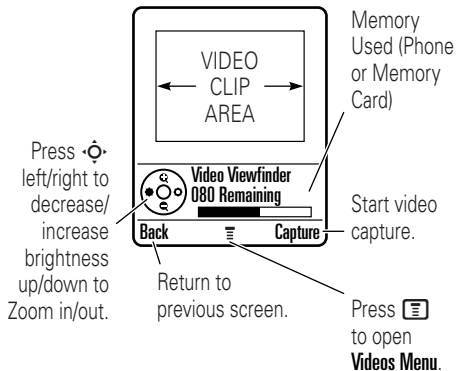 Memory
Used (Phone
or Memory
Card)
VIDEO
CLIP
AREA
Press
left/right to
decrease/
increase
brightness
up/down to
Zoom in/out.
Video Viewfinder
080 Remaining
Back
Capture
Start video
capture.
Return to
previous screen.
Press
to open
Videos Menu.